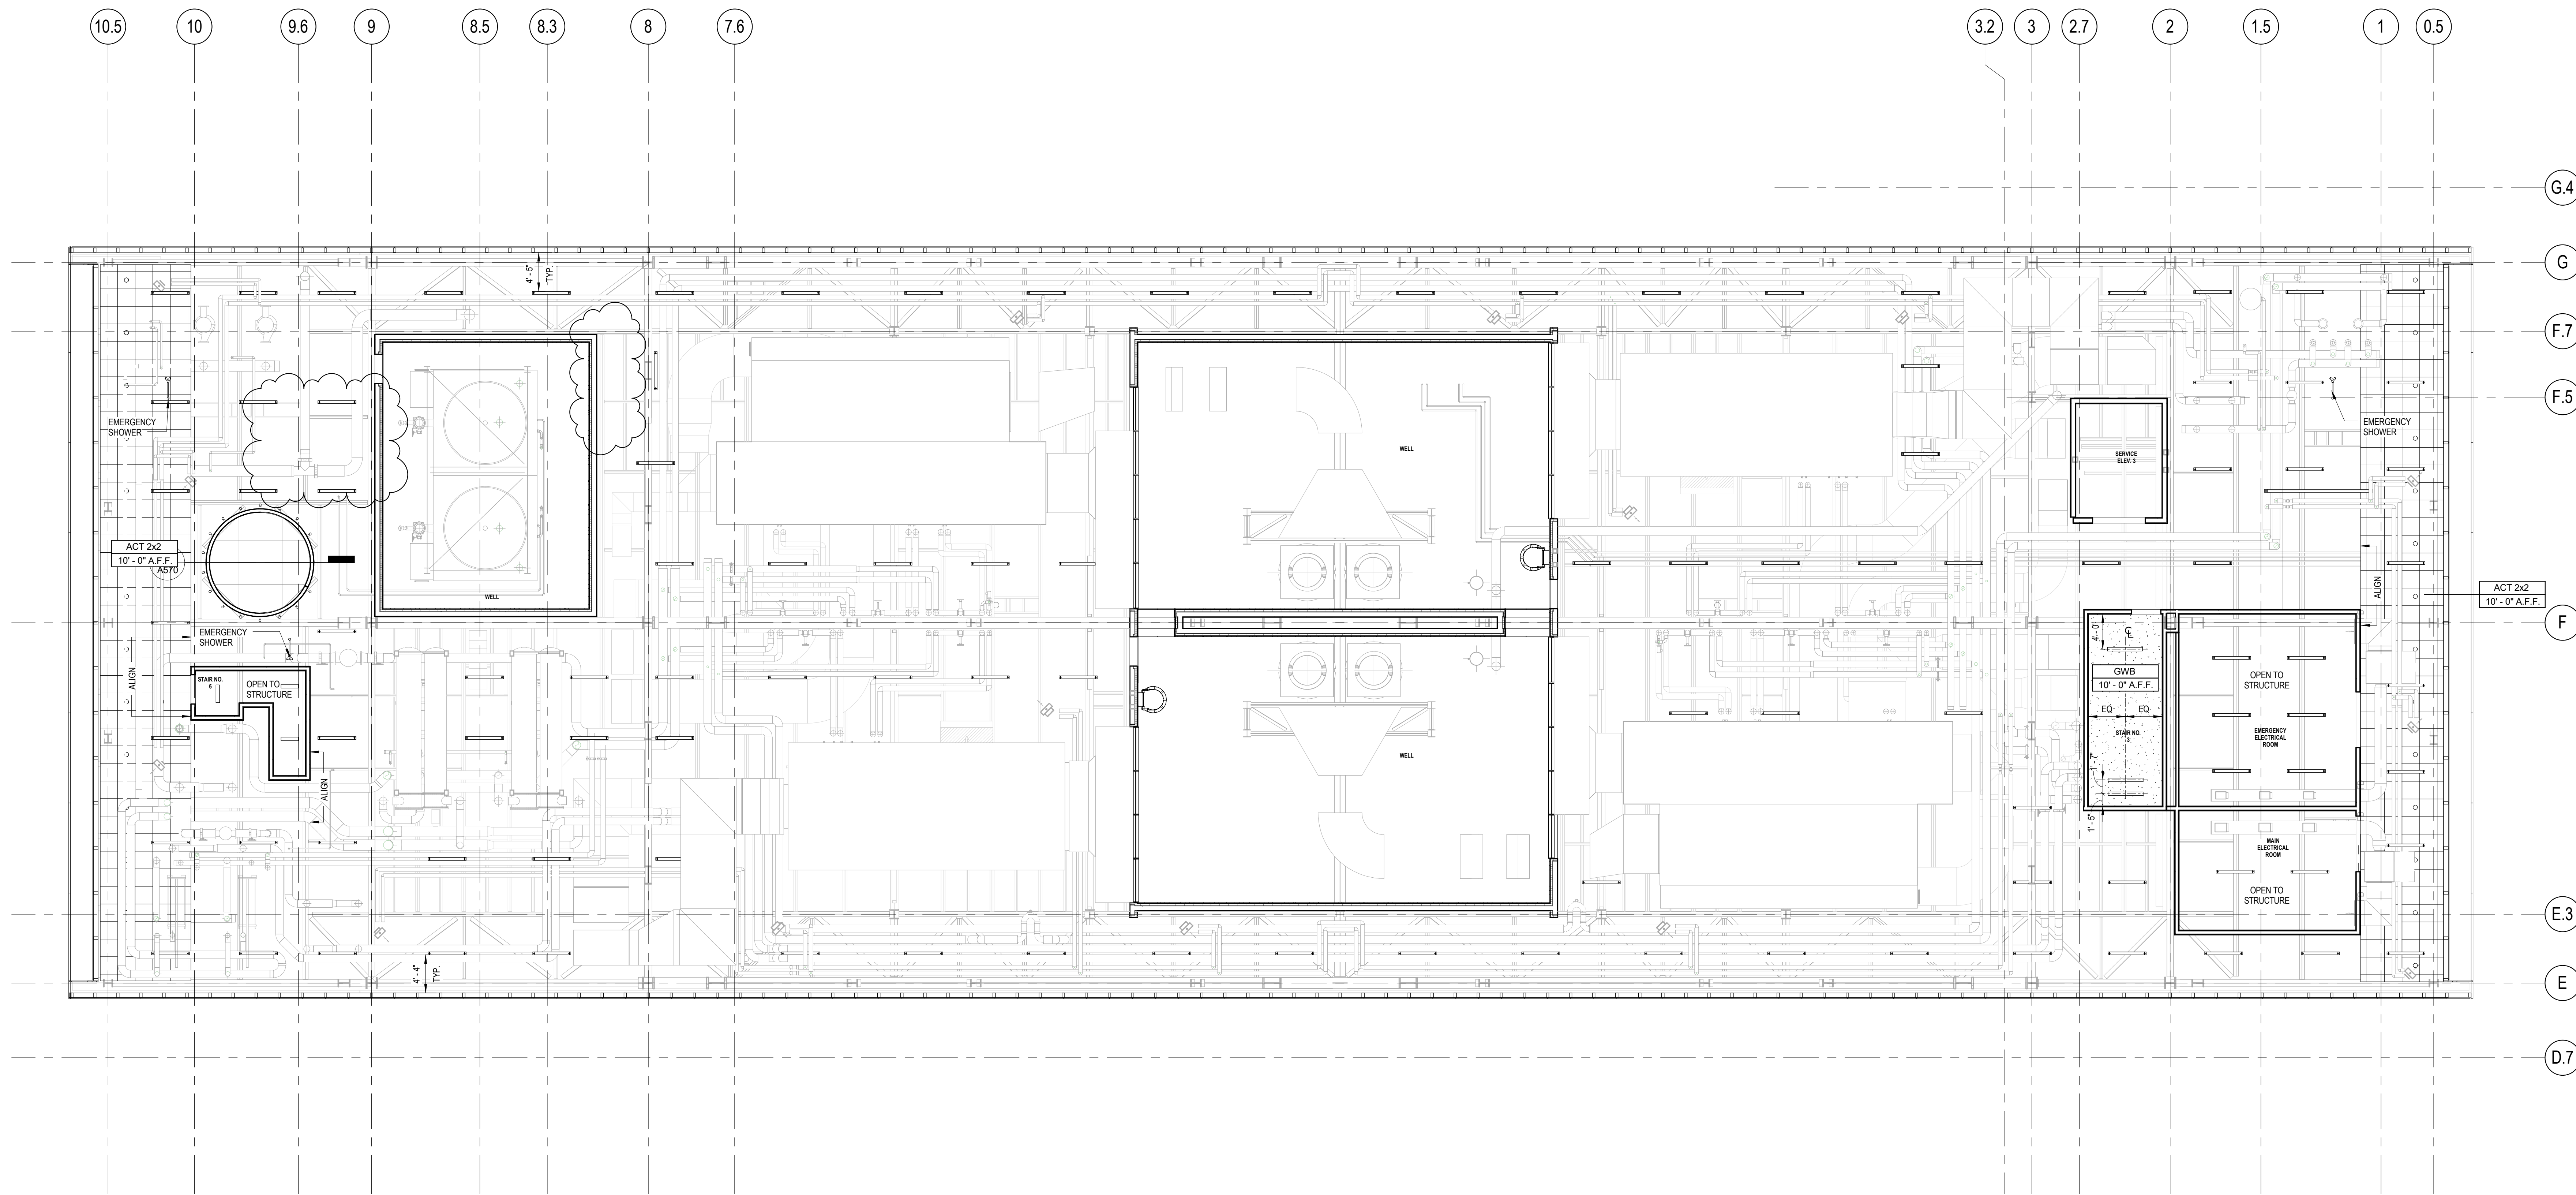 10.5
10
9.6
9
8.5
8.3
8
7.6
3.2
3
2.7
2
1.5
1
0.5
G.4
G
F.7
F.5
F
E.3
E
D.7
4' - 5"
TYP.
EMERGENCY
SHOWER
ACT 2x2
10' - 0" A.F.F.
A570
WELL
EMERGENCY
SHOWER
ALIGN
STAIR NO.
6
OPEN TO
STRUCTURE
ALIGN
4' - 4"
TYP.
WELL
WELL
SERVICE
ELEV. 3
EMERGENCY
SHOWER
ALIGN
ACT 2x2
10' - 0" A.F.F.
4' - 0"
CL
GWB
10' - 0" A.F.F.
EQ
EQ
STAIR NO.
3
1' - 7"
1' - 5"
OPEN TO
STRUCTURE
EMERGENCY
ELECTRICAL
ROOM
MAIN
ELECTRICAL
ROOM
OPEN TO
STRUCTURE